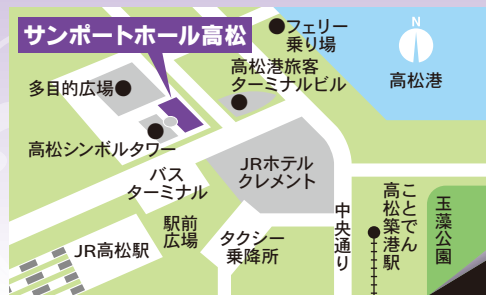 サンポートホール高松
フェリー
乗り場
N
高松港
高松港旅客
ターミナルビル
多目的広場
高松シンボルタワー
JRホテル
クレメント
バス
ターミナル
駅前
広場
JR高松駅
タクシー
乗降所
中央通り
ことでん
高松築港駅
玉藻公園